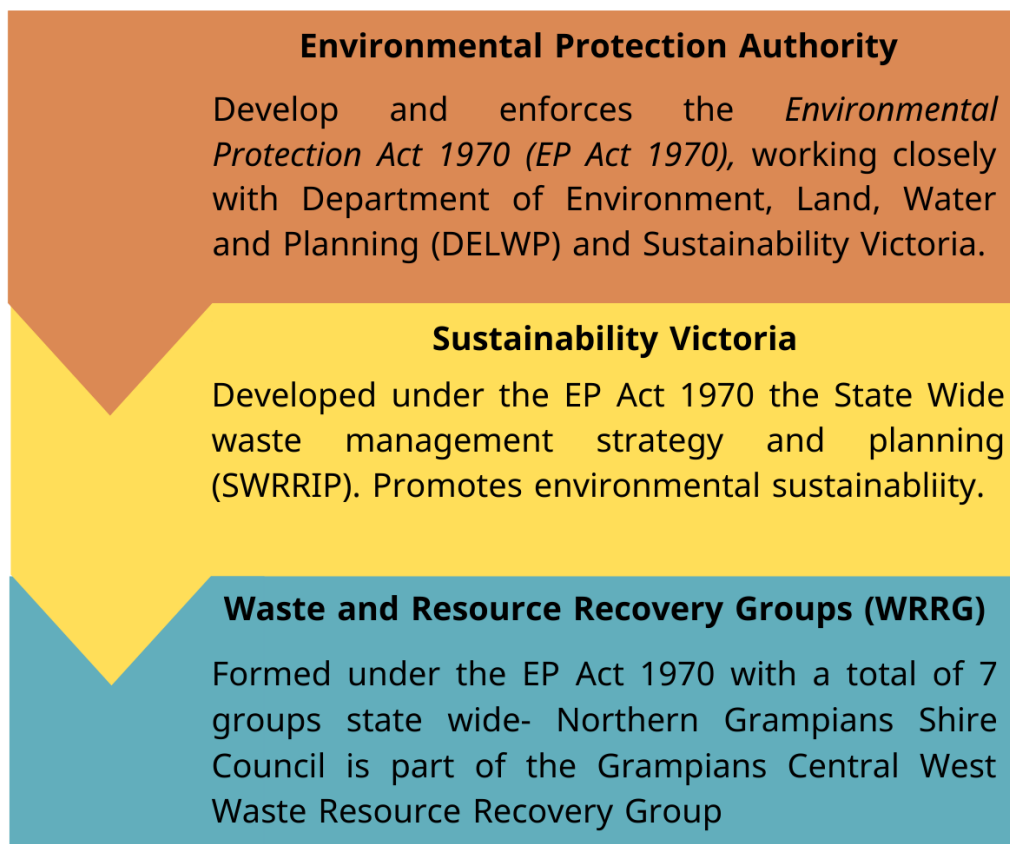 Environmental Protection Authority
Develop and enforces the Environmental
Protection Act 1970 (EP Act 1970), working closely
with Department of Environment, Land, Water
and Planning (DELWP) and Sustainability Victoria.
Sustainability Victoria
Developed under the EP Act 1970 the State Wide
waste management strategy and planning
(SWRRIP). Promotes environmental sustainabliity.
Waste and Resource Recovery Groups (WRRG)
Formed under the EP Act 1970 with a total of 7
groups state wide- Northern Grampians Shire
Council is part of the Grampians Central West
Waste Resource Recovery Group